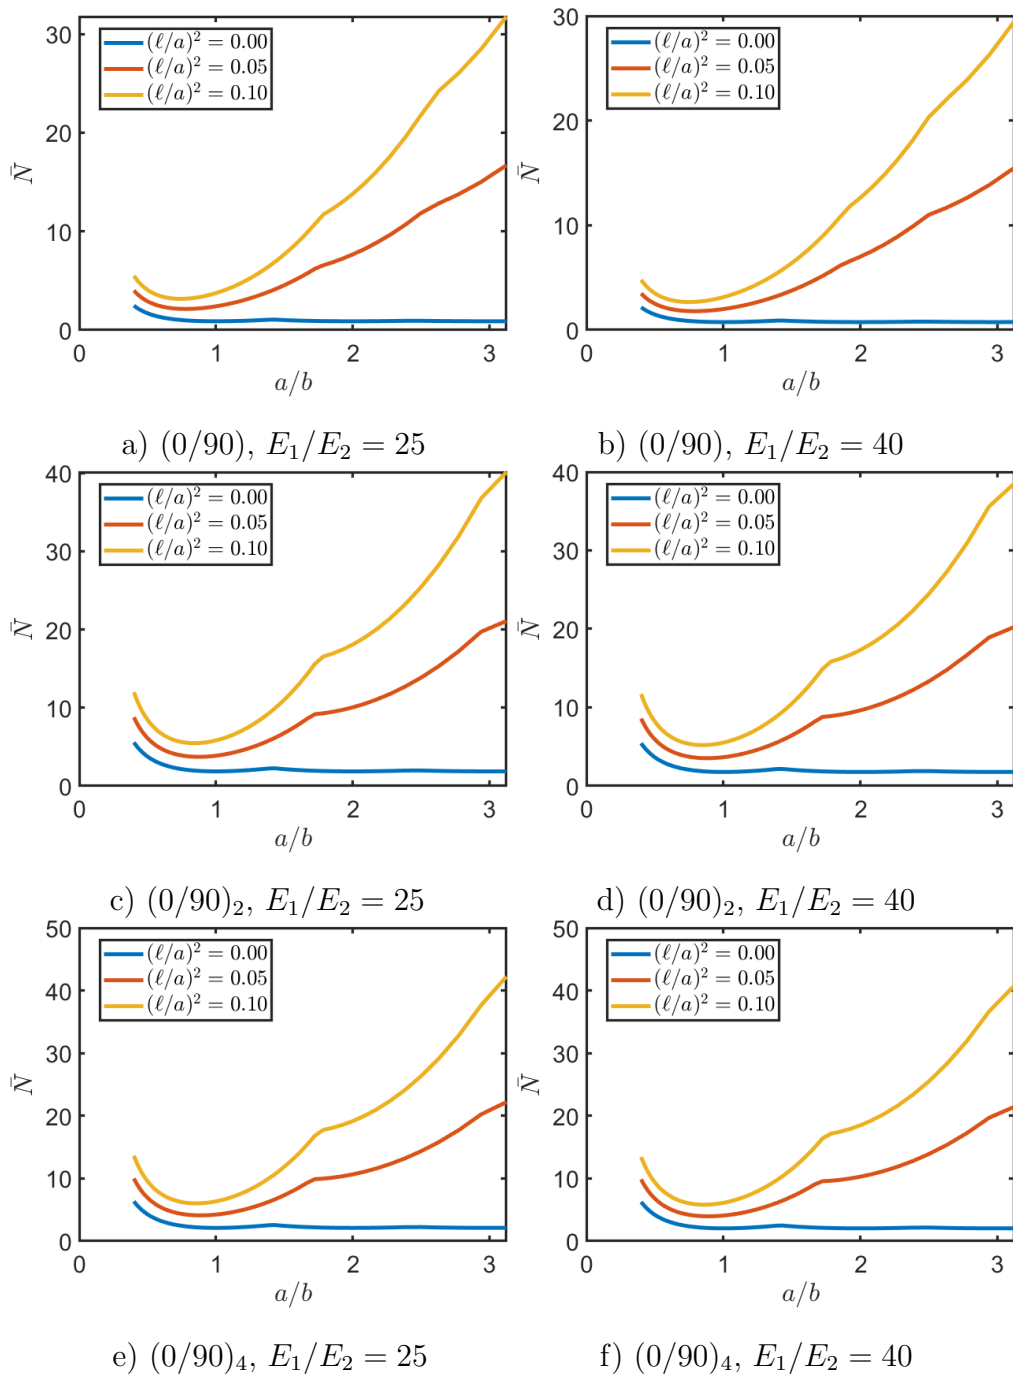 (ℓ/a)² = 0.00
(ℓ/a)² = 0.05
(ℓ/a)² = 0.10
30
20
10
0
N̄
0 1 2 3
a/b
a) (0/90), E₁/E₂ = 25
(ℓ/a)² = 0.00
(ℓ/a)² = 0.05
(ℓ/a)² = 0.10
30
20
10
0
N̄
0 1 2 3
a/b
b) (0/90), E₁/E₂ = 40
(ℓ/a)² = 0.00
(ℓ/a)² = 0.05
(ℓ/a)² = 0.10
40
30
20
10
0
N̄
0 1 2 3
a/b
c) (0/90)₂, E₁/E₂ = 25
(ℓ/a)² = 0.00
(ℓ/a)² = 0.05
(ℓ/a)² = 0.10
40
30
20
10
0
N̄
0 1 2 3
a/b
d) (0/90)₂, E₁/E₂ = 40
(ℓ/a)² = 0.00
(ℓ/a)² = 0.05
(ℓ/a)² = 0.10
50
40
30
20
10
0
N̄
0 1 2 3
a/b
e) (0/90)₄, E₁/E₂ = 25
(ℓ/a)² = 0.00
(ℓ/a)² = 0.05
(ℓ/a)² = 0.10
50
40
30
20
10
0
N̄
0 1 2 3
a/b
f) (0/90)₄, E₁/E₂ = 40